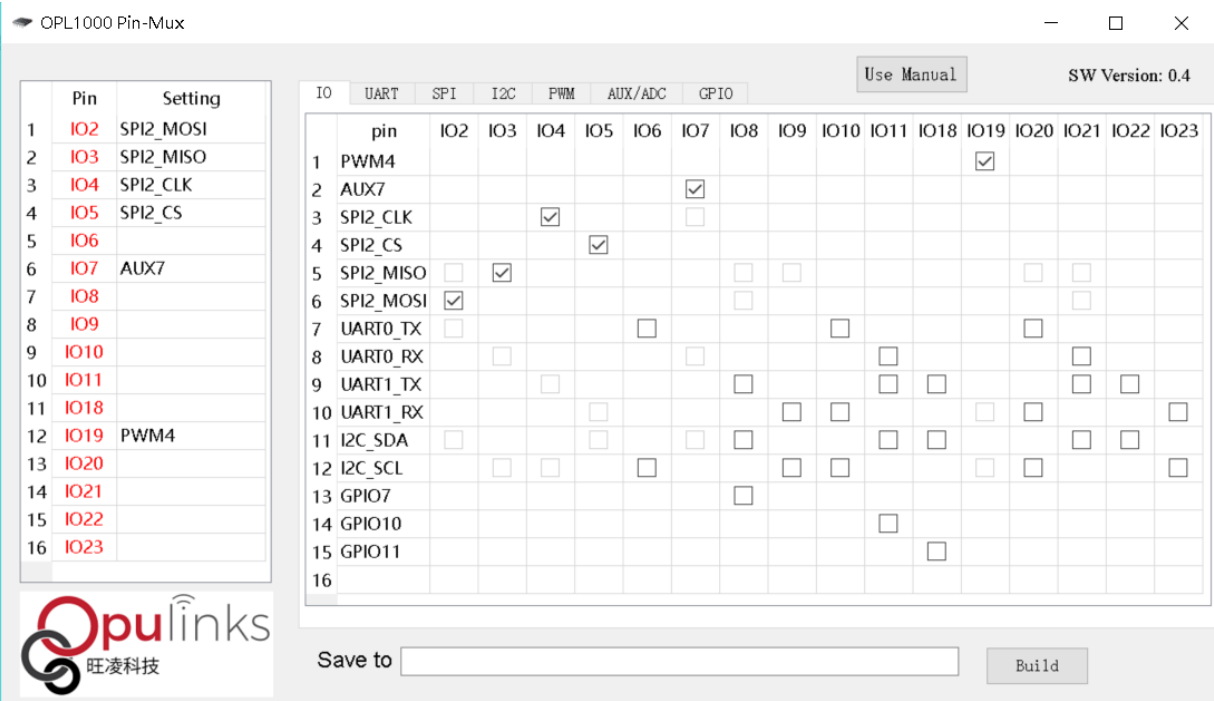 OPL1000 Pin-Mux
Use Manual
SW Version: 0.4
Pin Setting
1 IO2 SPI2_MOSI
2 IO3 SPI2_MISO
3 IO4 SPI2_CLK
4 IO5 SPI2_CS
5 IO6
6 IO7 AUX7
7 IO8
8 IO9
9 IO10
10 IO11
11 IO18
12 IO19 PWM4
13 IO20
14 IO21
15 IO22
16 IO23
Opulinks
旺凌科技
IO UART SPI I2C PWM AUX/ADC GPIO
pin IO2 IO3 IO4 IO5 IO6 IO7 IO8 IO9 IO10 IO11 IO18 IO19 IO20 IO21 IO22 IO23
1 PWM4
2 AUX7
3 SPI2_CLK
4 SPI2_CS
5 SPI2_MISO
6 SPI2_MOSI
7 UART0_TX
8 UART0_RX
9 UART1_TX
10 UART1_RX
11 I2C_SDA
12 I2C_SCL
13 GPIO7
14 GPIO10
15 GPIO11
16
Save to
Build